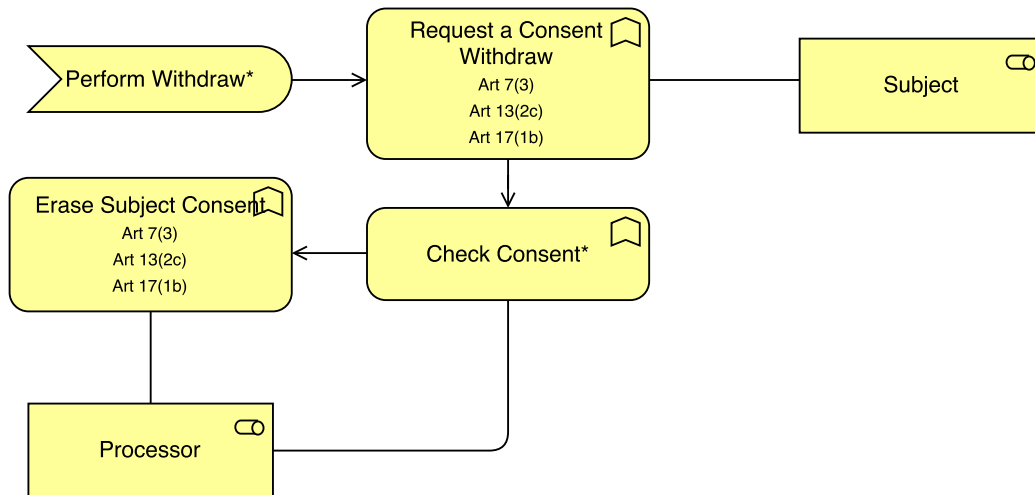 Perform Withdraw*
Request a Consent
Withdraw
Art 7(3)
Art 13(2c)
Art 17(1b)
Subject
Erase Subject Consent
Art 7(3)
Art 13(2c)
Art 17(1b)
Check Consent*
Processor